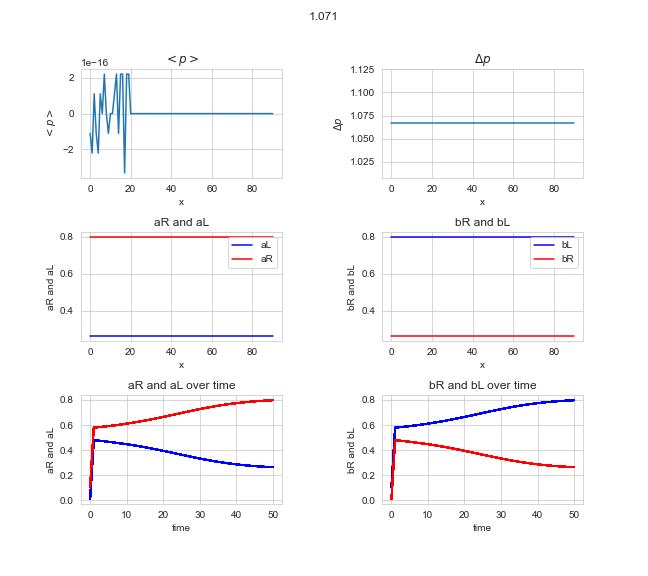 1.071
<p>
1e−16
2
0
−2
<p>
0 20 40 60 80
x
Δp
1.125
1.100
1.075
1.050
1.025
Δp
0 20 40 60 80
x
aR and aL
0.8
0.6
0.4
aR and aL
aL
aR
0 20 40 60 80
x
bR and bL
0.8
0.6
0.4
bR and bL
bL
bR
0 20 40 60 80
x
aR and aL over time
0.8
0.6
0.4
0.2
0.0
aR and aL
0 10 20 30 40 50
time
bR and bL over time
0.8
0.6
0.4
0.2
0.0
bR and bL
0 10 20 30 40 50
time